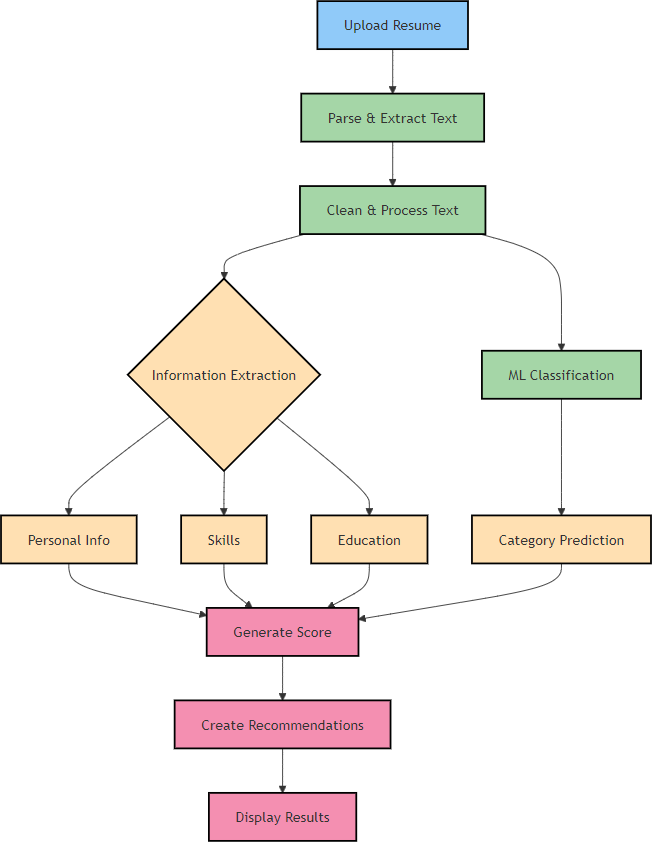 Upload Resume
Parse & Extract Text
Clean & Process Text
Information Extraction
ML Classification
Personal Info
Skills
Education
Category Prediction
Generate Score
Create Recommendations
Display Results